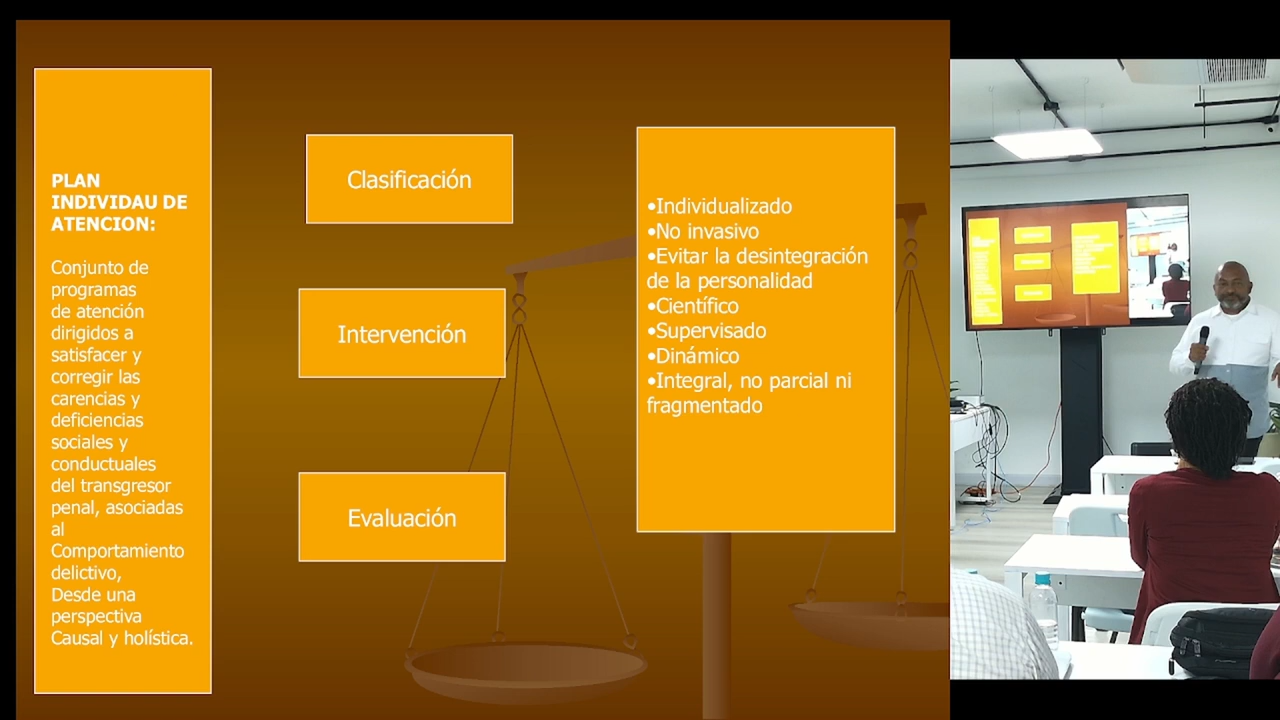 PLAN
INDIVIDAU DE
ATENCION:
Conjunto de
programas
de atención
dirigidos a
satisfacer y
corregir las
carencias y
deficiencias
sociales y
conductuales
del transgresor
penal, asociadas
al
Comportamiento
delictivo,
Desde una
perspectiva
Causal y holística.
Clasificación
Intervención
Evaluación
•Individualizado
•No invasivo
•Evitar la desintegración
de la personalidad
•Científico
•Supervisado
•Dinámico
•Integral, no parcial ni
fragmentado